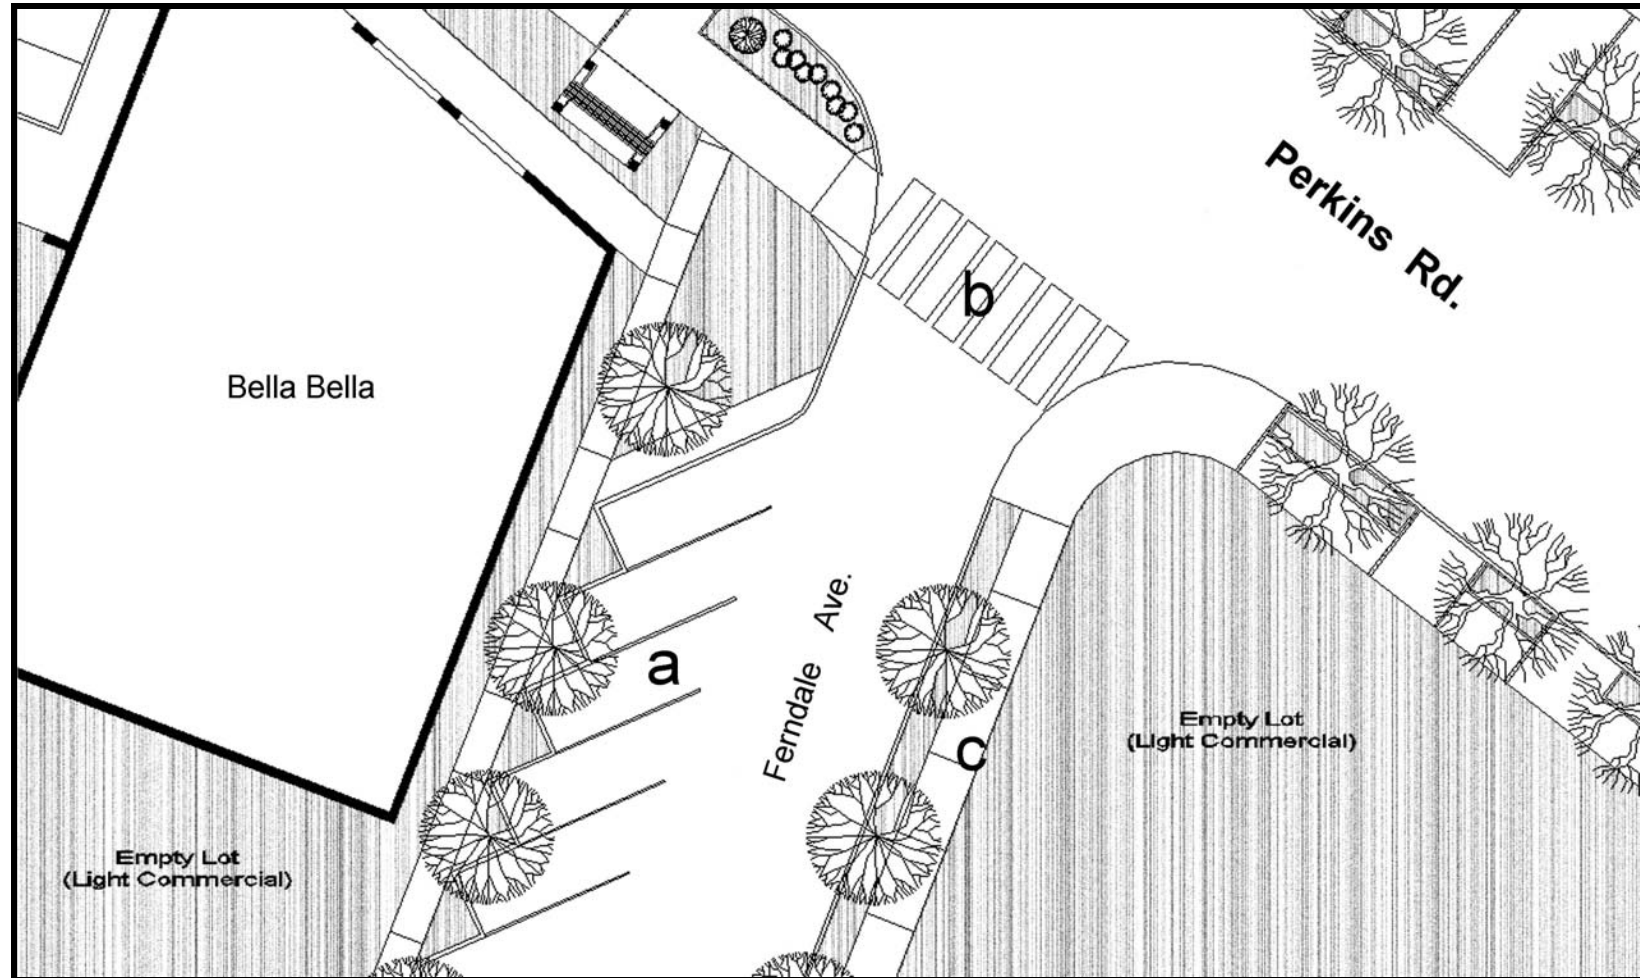 Perkins Rd.
b
Bella Bella
Ferndale Ave.
a
c
Empty Lot
(Light Commercial)
Empty Lot
(Light Commercial)